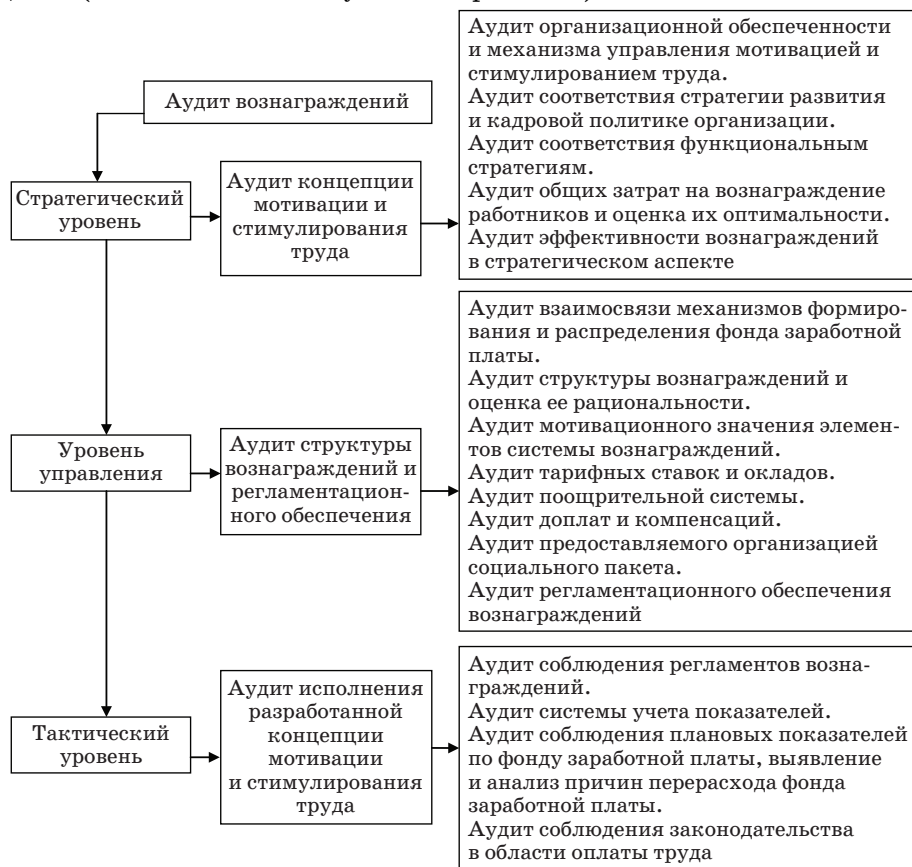 Аудит вознаграждений
Стратегический
уровень
Аудит концепции
мотивации и
стимулирования
труда
Аудит организационной обеспеченности
и механизма управления мотивацией и
стимулированием труда.
Аудит соответствия стратегии развития
и кадровой политике организации.
Аудит соответствия функциональным
стратегиям.
Аудит общих затрат на вознаграждение
работников и оценка их оптимальности.
Аудит эффективности вознаграждений
в стратегическом аспекте
Уровень
управления
Аудит структуры
вознаграждений и
регламентацион-
ного обеспечения
Аудит взаимосвязи механизмов формиро-
вания и распределения фонда заработной
платы.
Аудит структуры вознаграждений и
оценка ее рациональности.
Аудит мотивационного значения элемен-
тов системы вознаграждений.
Аудит тарифных ставок и окладов.
Аудит поощрительной системы.
Аудит доплат и компенсаций.
Аудит предоставляемого организацией
социального пакета.
Аудит регламентационного обеспечения
вознаграждений
Тактический
уровень
Аудит исполнения
разработанной
концепции
мотивации
и стимулирования
труда
Аудит соблюдения регламентов возна-
граждений.
Аудит системы учета показателей.
Аудит соблюдения плановых показателей
по фонду заработной платы, выявление
и анализ причин перерасхода фонда
заработной платы.
Аудит соблюдения законодательства
в области оплаты труда